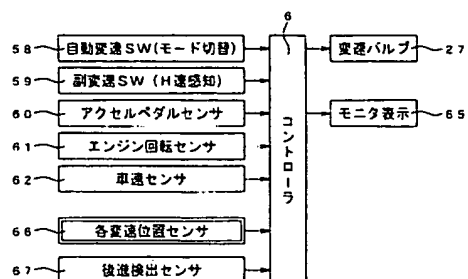 58 自動変速SW(モード切替)
59 副変速SW(H速感知)
60 アクセルペダルセンサ
61 エンジン回転センサ
62 車速センサ
66 各変速位置センサ
67 後進検出センサ
6
コントローラ
変速バルブ 27
モニタ表示 65